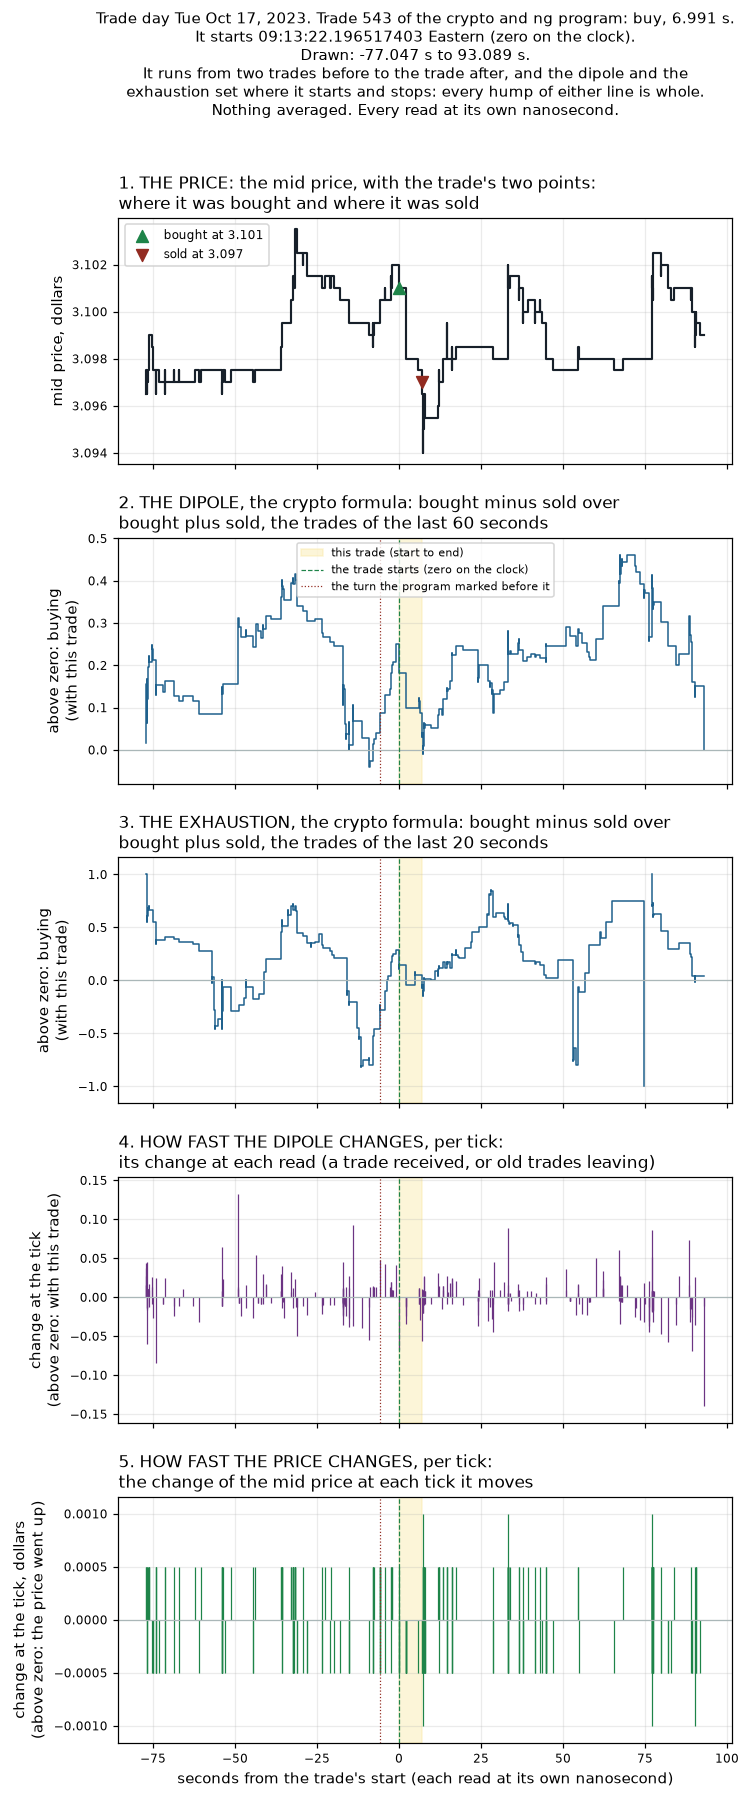 Trade day Tue Oct 17, 2023. Trade 543 of the crypto and ng program: buy, 6.991 s.
It starts 09:13:22.196517403 Eastern (zero on the clock).
Drawn: -77.047 s to 93.089 s.
It runs from two trades before to the trade after, and the dipole and the
exhaustion set where it starts and stops: every hump of either line is whole.
Nothing averaged. Every read at its own nanosecond.
1. THE PRICE: the mid price, with the trade's two points:
where it was bought and where it was sold
bought at 3.101
sold at 3.097
mid price, dollars
3.102
3.100
3.098
3.096
3.094
2. THE DIPOLE, the crypto formula: bought minus sold over
bought plus sold, the trades of the last 60 seconds
this trade (start to end)
the trade starts (zero on the clock)
the turn the program marked before it
above zero: buying
(with this trade)
0.5
0.4
0.3
0.2
0.1
0.0
3. THE EXHAUSTION, the crypto formula: bought minus sold over
bought plus sold, the trades of the last 20 seconds
above zero: buying
(with this trade)
1.0
0.5
0.0
−0.5
−1.0
4. HOW FAST THE DIPOLE CHANGES, per tick:
its change at each read (a trade received, or old trades leaving)
change at the tick
(above zero: with this trade)
0.15
0.10
0.05
0.00
−0.05
−0.10
−0.15
5. HOW FAST THE PRICE CHANGES, per tick:
the change of the mid price at each tick it moves
change at the tick, dollars
(above zero: the price went up)
0.0010
0.0005
0.0000
−0.0005
−0.0010
−75 −50 −25 0 25 50 75 100
seconds from the trade's start (each read at its own nanosecond)